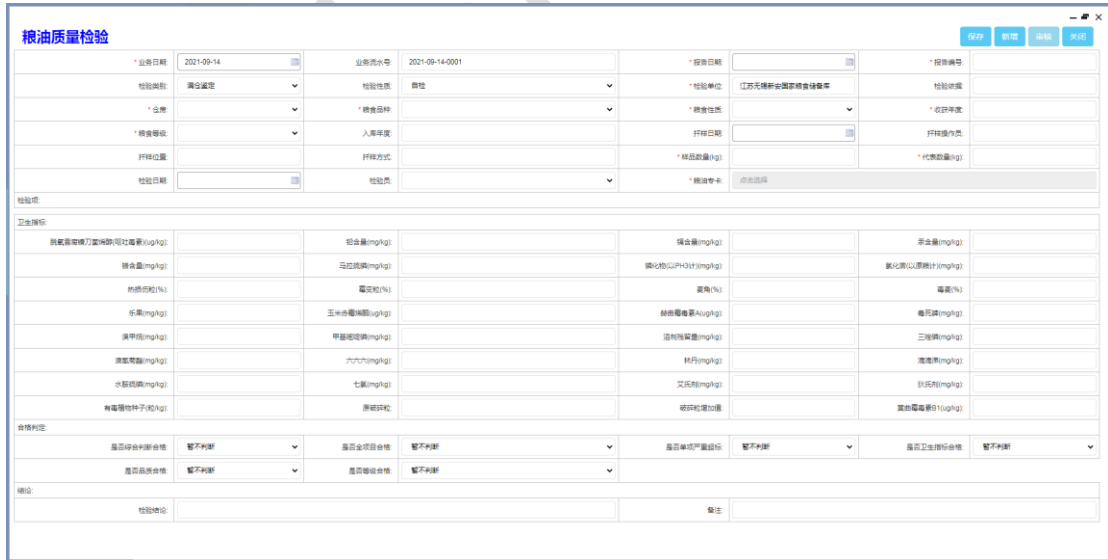 粮油质量检验
保存 新增 审核 关闭
* 业务日期: 2021-09-14 业务流水号: 2021-09-14-0001 * 报告日期: * 报告编号:
检验类别: 清仓鉴定 检验性质: 自检 * 检验单位: 江苏无锡新安国家粮食储备库 检验依据:
* 仓房: * 粮食品种: * 粮食性质: * 收获年度:
* 粮食等级: 入库年度: 扦样日期: 扦样操作员:
扦样位置: 扦样方式: * 样品数量(kg): * 代表数量(kg):
检验日期: 检验员: * 粮油专卡: 点击选择
检验项:
卫生指标:
脱氧雪腐镰刀菌烯醇(呕吐毒素)(ug/kg): 铅含量(mg/kg): 镉含量(mg/kg): 汞含量(mg/kg):
锡含量(mg/kg): 马拉硫磷(mg/kg): 磷化物(以PH3计)(mg/kg): 氰化物(以原粮计)(mg/kg):
热损伤粒(%): 霉变粒(%): 麦角(%): 毒麦(%):
乐果(mg/kg): 玉米赤霉烯酮(ug/kg): 赭曲霉毒素A(ug/kg): 毒死蜱(mg/kg):
溴甲烷(mg/kg): 甲基嘧啶磷(mg/kg): 溶剂残留量(mg/kg): 三唑磷(mg/kg):
溴氰菊酯(mg/kg): 六六六(mg/kg): 林丹(mg/kg): 滴滴涕(mg/kg):
水胺硫磷(mg/kg): 七氯(mg/kg): 艾氏剂(mg/kg): 狄氏剂(mg/kg):
有毒植物种子(粒/kg): 原破碎粒: 破碎粒增加值: 黄曲霉毒素B1(ug/kg):
合格判定:
是否综合判断合格: 暂不判断 是否全项目合格: 暂不判断 是否单项严重超标: 暂不判断 是否卫生指标合格: 暂不判断
是否品质合格: 暂不判断 是否等级合格: 暂不判断
结论:
检验结论: 备注: